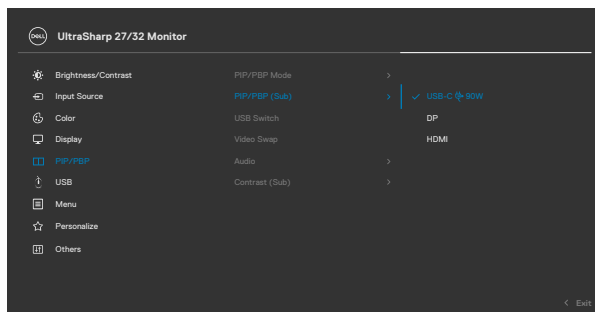 DELL UltraSharp 27/32 Monitor
Brightness/Contrast PIP/PBP Mode
Input Source PIP/PBP (Sub) USB-C 90W
Color USB Switch DP
Display Video Swap HDMI
PIP/PBP Audio
USB Contrast (Sub)
Menu
Personalize
Others
Exit